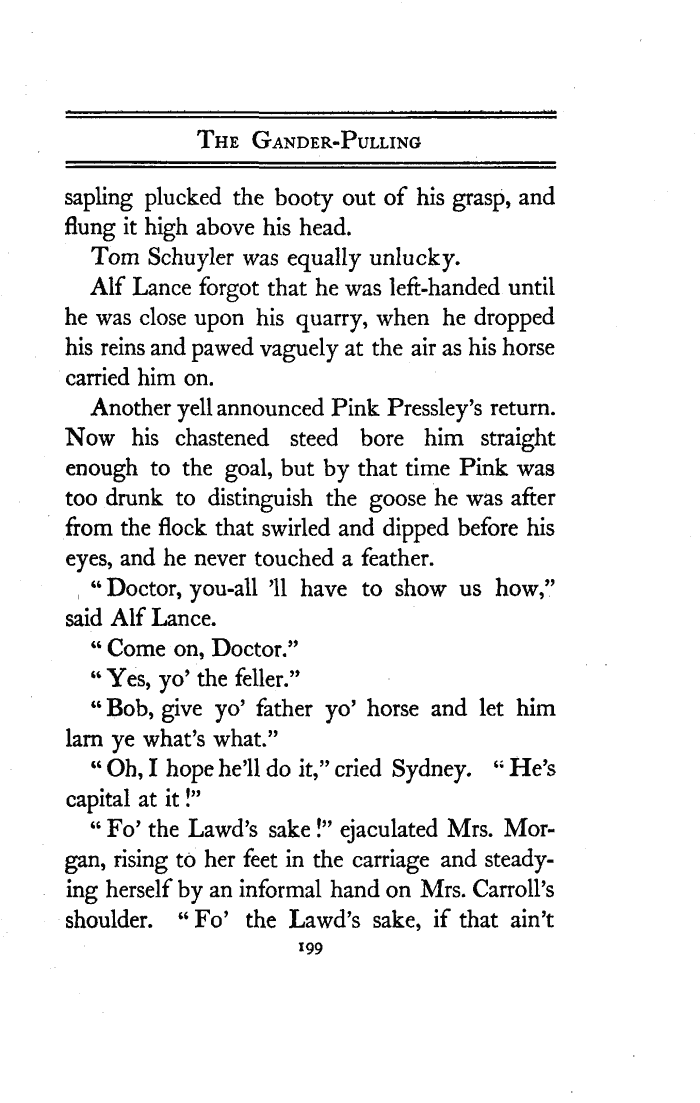 THE GANDER-PULLING
sapling plucked the booty out of his grasp, and
flung it high above his head.
Tom Schuyler was equally unlucky.
Alf Lance forgot that he was left-handed until
he was close upon his quarry, when he dropped
his reins and pawed vaguely at the air as his horse
carried him on.
Another yell announced Pink Pressley's return.
Now his chastened steed bore him straight
enough to the goal, but by that time Pink was
too drunk to distinguish the goose he was after
from the flock that swirled and dipped before his
eyes, and he never touched a feather.
“Doctor, you-all 'll have to show us how,”
said Alf Lance.
“Come on, Doctor.”
“Yes, yo' the feller.”
“Bob, give yo' father yo' horse and let him
larn ye what's what.”
“Oh, I hope he'll do it,” cried Sydney. “He's
capital at it!”
“Fo' the Lawd's sake!” ejaculated Mrs. Mor-
gan, rising to her feet in the carriage and steady-
ing herself by an informal hand on Mrs. Carroll's
shoulder. “Fo' the Lawd's sake, if that ain't
199